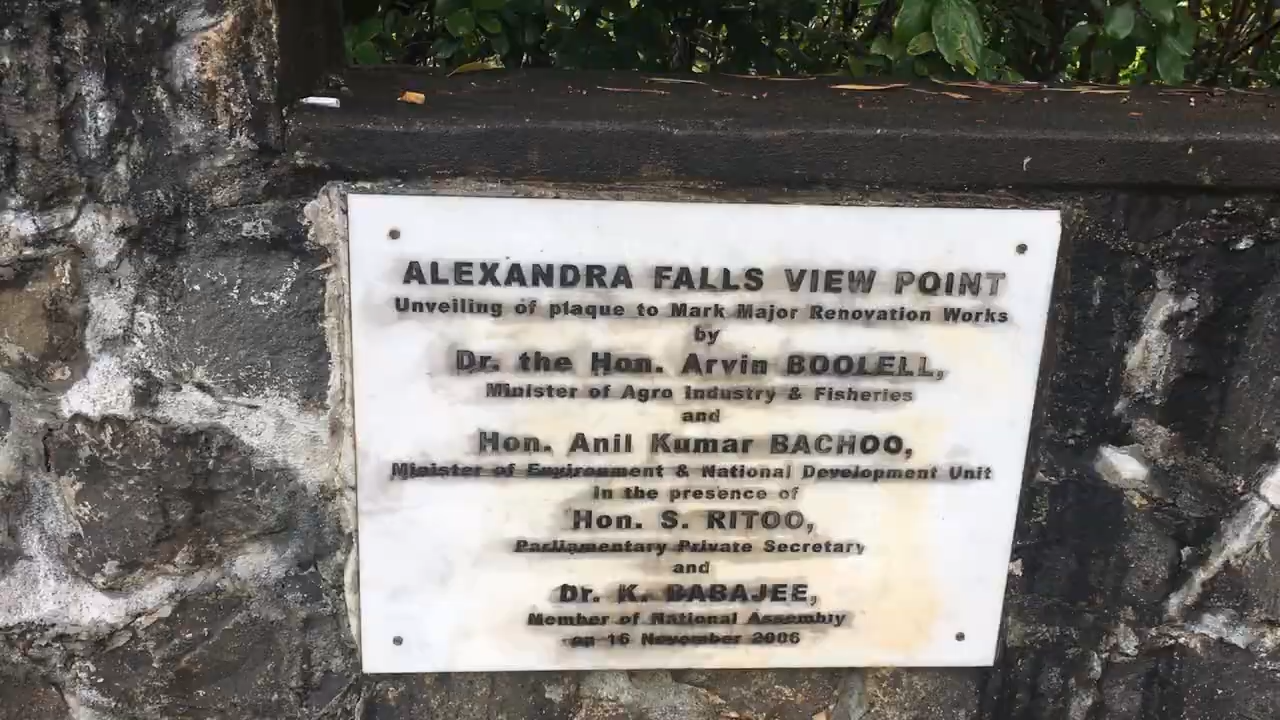 ALEXANDRA FALLS VIEW POINT
Unveiling of plaque to Mark Major Renovation Works
by
Dr. the Hon. Arvin BOOLELL,
Minister of Agro Industry & Fisheries
and
Hon. Anil Kumar BACHOO,
Minister of Environment & National Development Unit
in the presence of
Hon. S. RITOO,
Parliamentary Private Secretary
and
Dr. K. BABAJEE,
Member of National Assembly
on 16 November 2006